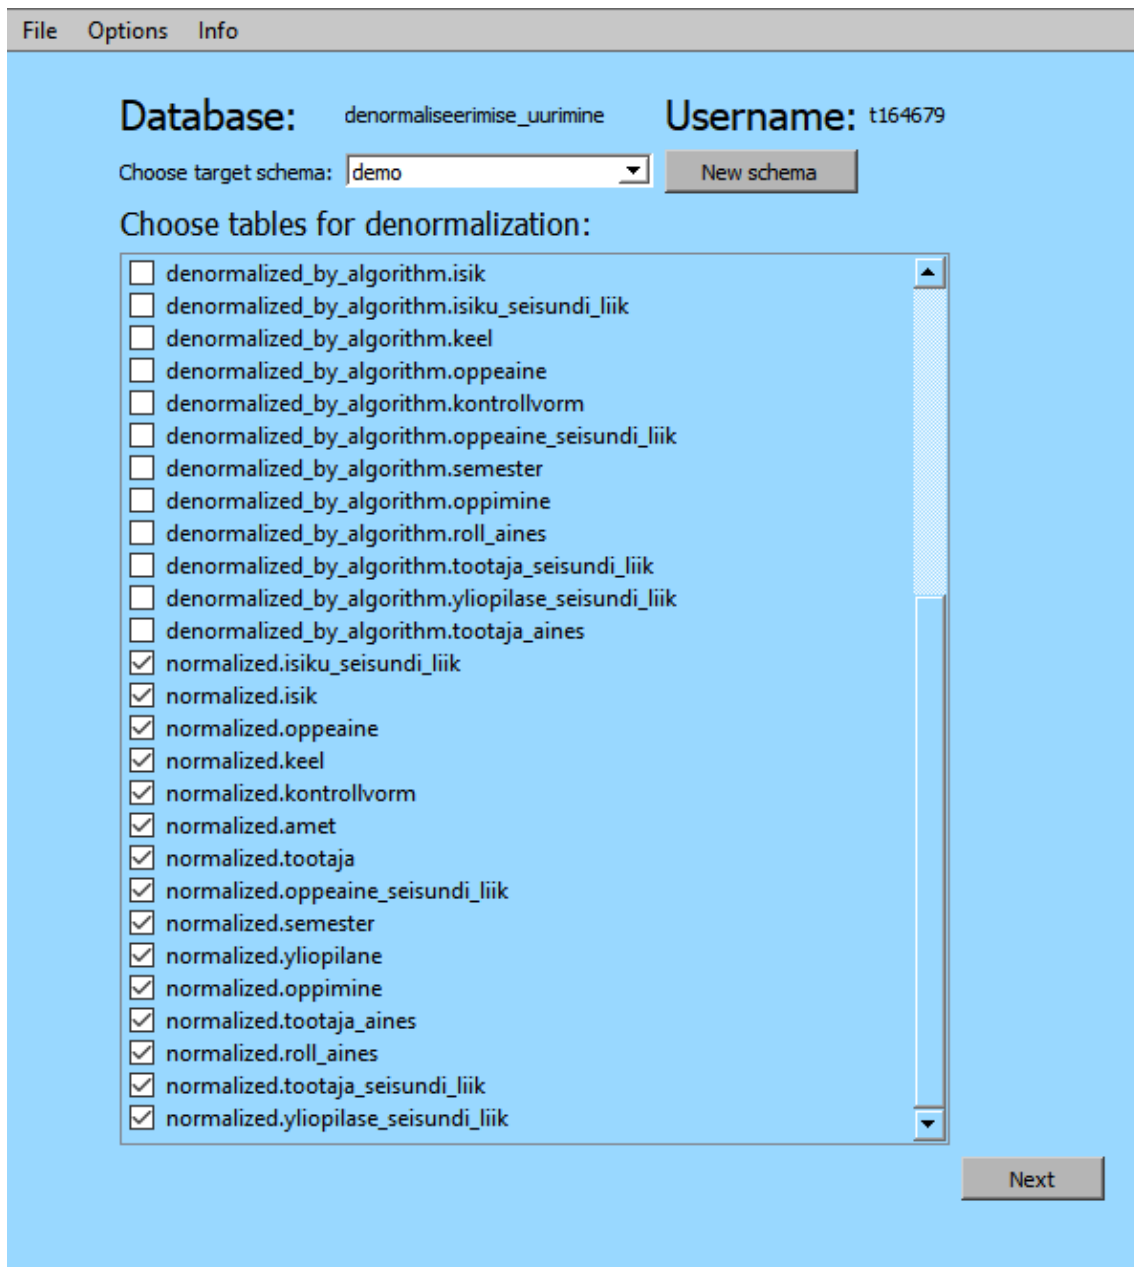 File Options Info
Database: denormaliseerimise_uurimine Username: t164679
Choose target schema: demo New schema
Choose tables for denormalization:
denormalized_by_algorithm.isik
denormalized_by_algorithm.isiku_seisundi_liik
denormalized_by_algorithm.keel
denormalized_by_algorithm.oppeaine
denormalized_by_algorithm.kontrollvorm
denormalized_by_algorithm.oppeaine_seisundi_liik
denormalized_by_algorithm.semester
denormalized_by_algorithm.oppimine
denormalized_by_algorithm.roll_aines
denormalized_by_algorithm.tootaja_seisundi_liik
denormalized_by_algorithm.yliopilase_seisundi_liik
denormalized_by_algorithm.tootaja_aines
normalized.isiku_seisundi_liik
normalized.isik
normalized.oppeaine
normalized.keel
normalized.kontrollvorm
normalized.amet
normalized.tootaja
normalized.oppeaine_seisundi_liik
normalized.semester
normalized.yliopilane
normalized.oppimine
normalized.tootaja_aines
normalized.roll_aines
normalized.tootaja_seisundi_liik
normalized.yliopilase_seisundi_liik
Next